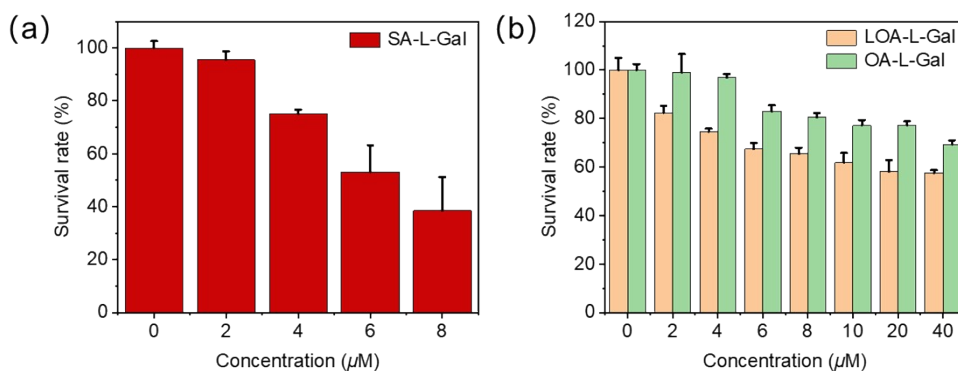 (a)
SA-L-Gal
Survival rate (%)
100
80
60
40
20
0
0 2 4 6 8
Concentration (µM)
(b)
LOA-L-Gal
OA-L-Gal
Survival rate (%)
120
100
80
60
40
20
0
0 2 4 6 8 10 20 40
Concentration (µM)